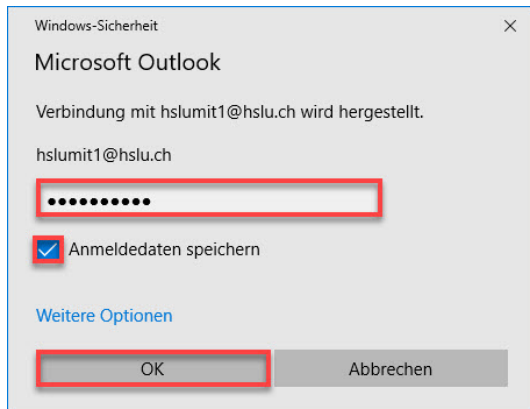 Windows-Sicherheit
Microsoft Outlook
Verbindung mit hslumit1@hslu.ch wird hergestellt.
hslumit1@hslu.ch
●●●●●●●●●●
Anmeldedaten speichern
Weitere Optionen
OK Abbrechen